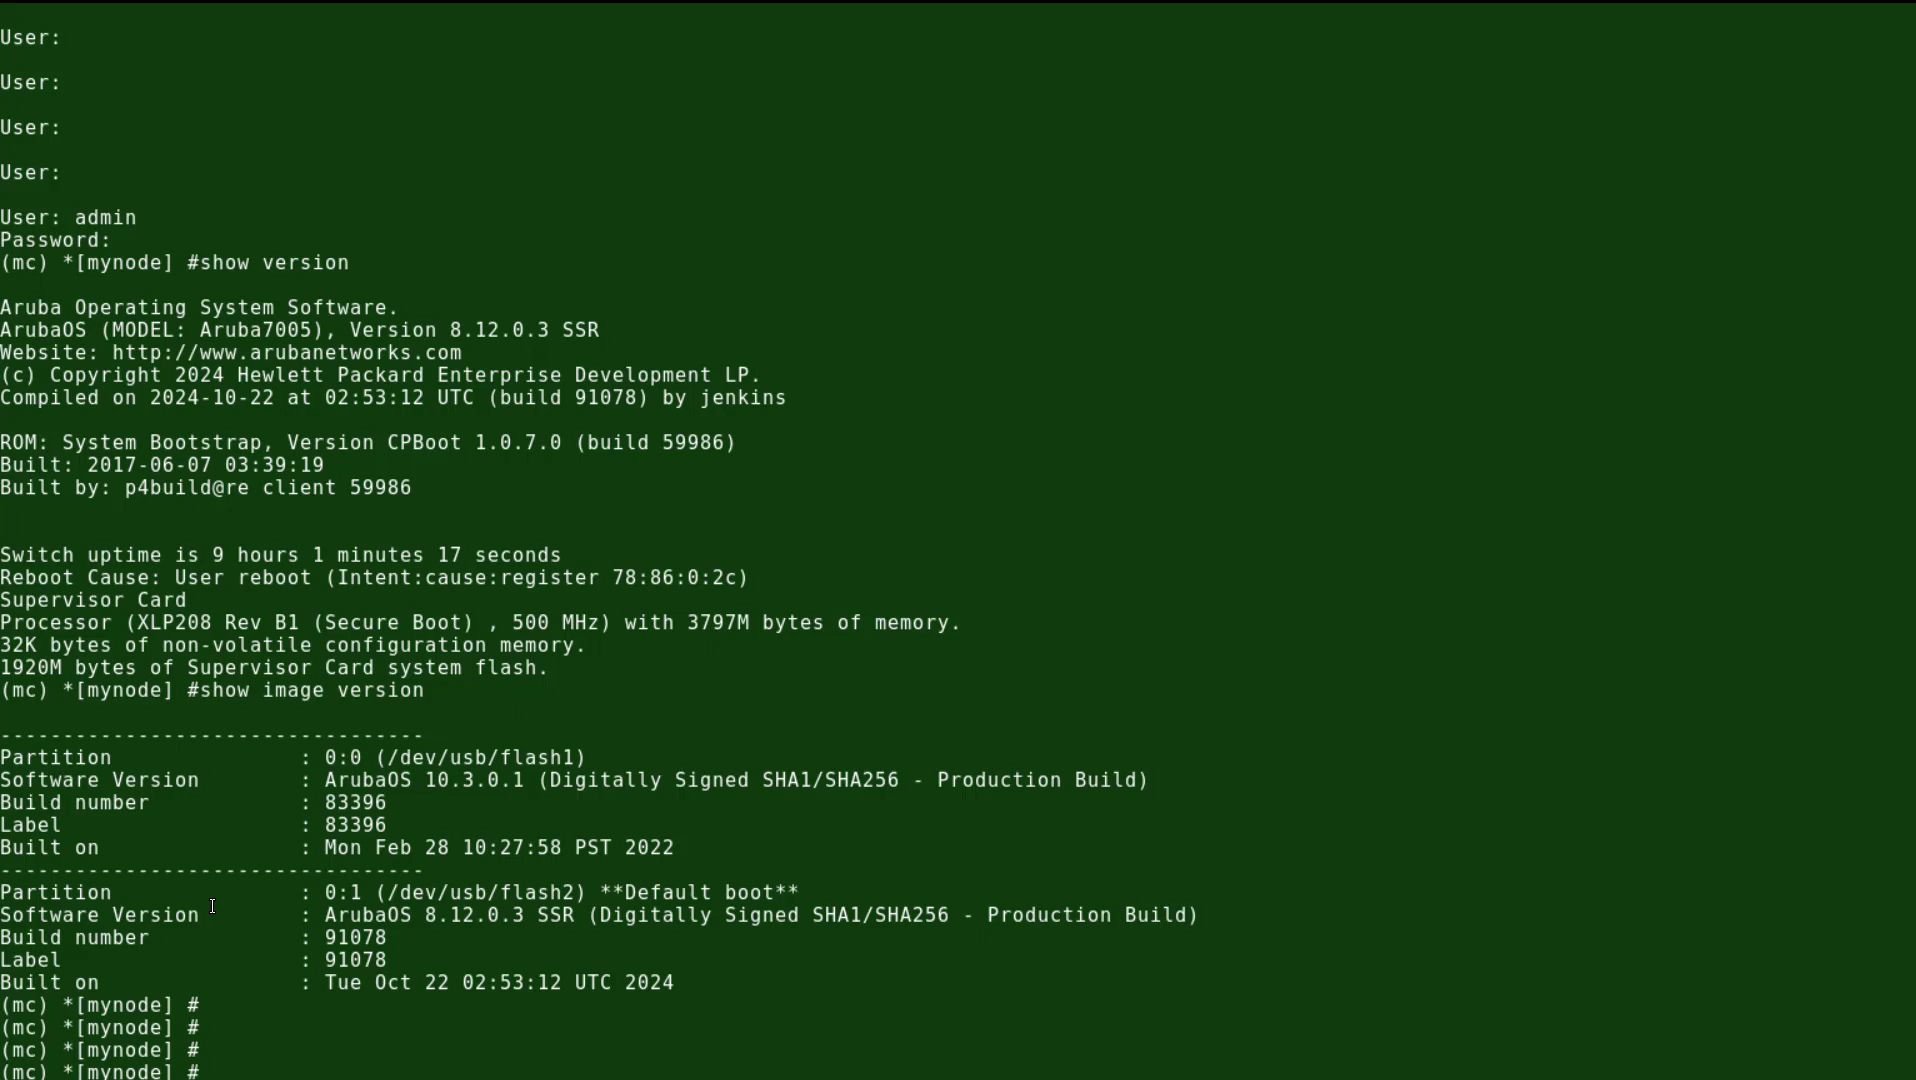 User:
User:
User:
User:
User: admin
Password:
(mc) *[mynode] #show version
Aruba Operating System Software.
ArubaOS (MODEL: Aruba7005), Version 8.12.0.3 SSR
Website: http://www.arubanetworks.com
(c) Copyright 2024 Hewlett Packard Enterprise Development LP.
Compiled on 2024-10-22 at 02:53:12 UTC (build 91078) by jenkins
ROM: System Bootstrap, Version CPBoot 1.0.7.0 (build 59986)
Built: 2017-06-07 03:39:19
Built by: p4build@re client 59986
Switch uptime is 9 hours 1 minutes 17 seconds
Reboot Cause: User reboot (Intent:cause:register 78:86:0:2c)
Supervisor Card
Processor (XLP208 Rev B1 (Secure Boot) , 500 MHz) with 3797M bytes of memory.
32K bytes of non-volatile configuration memory.
1920M bytes of Supervisor Card system flash.
(mc) *[mynode] #show image version
----------------------------------
Partition : 0:0 (/dev/usb/flash1)
Software Version : ArubaOS 10.3.0.1 (Digitally Signed SHA1/SHA256 - Production Build)
Build number : 83396
Label : 83396
Built on : Mon Feb 28 10:27:58 PST 2022
----------------------------------
Partition : 0:1 (/dev/usb/flash2) **Default boot**
Software Version : ArubaOS 8.12.0.3 SSR (Digitally Signed SHA1/SHA256 - Production Build)
Build number : 91078
Label : 91078
Built on : Tue Oct 22 02:53:12 UTC 2024
(mc) *[mynode] #
(mc) *[mynode] #
(mc) *[mynode] #
(mc) *[mynode] #